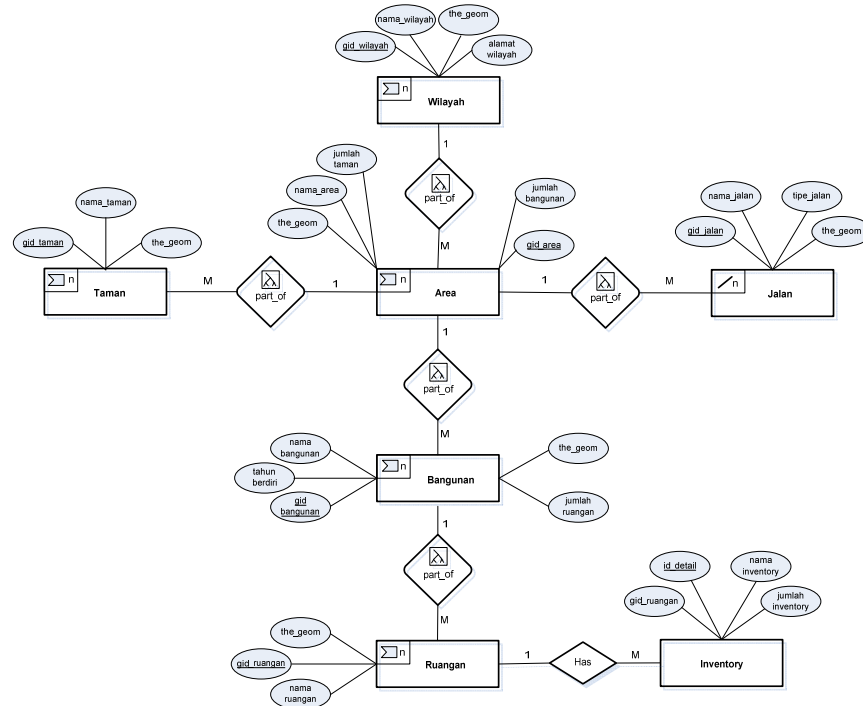 nama_wilayah
the_geom
gid_wilayah
alamat
wilayah
n
Wilayah
1
part_of
M
jumlah
taman
nama_area
the_geom
jumlah
bangunan
gid_area
nama_taman
gid_taman
the_geom
nama_jalan
tipe_jalan
gid_jalan
the_geom
n
Taman
M
part_of
1
n
Area
1
part_of
M
n
Jalan
1
part_of
M
nama
bangunan
tahun
berdiri
gid
bangunan
n
Bangunan
the_geom
jumlah
ruangan
1
part_of
M
id_detail
nama
inventory
gid_ruangan
jumlah
inventory
the_geom
gid_ruangan
nama
ruangan
n
Ruangan
1
Has
M
Inventory